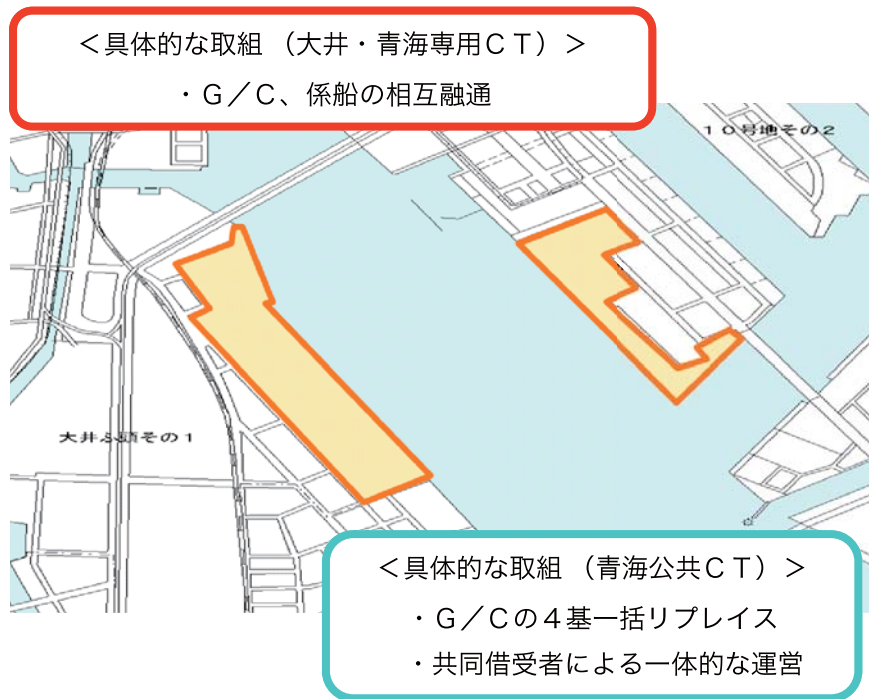 ＜具体的な取組 （大井・青海専用ＣＴ）＞
・Ｇ／Ｃ、係船の相互融通
１０号地その２
大井ふ頭その１
＜具体的な取組 （青海公共ＣＴ）＞
・Ｇ／Ｃの４基一括リプレイス
・共同借受者による一体的な運営